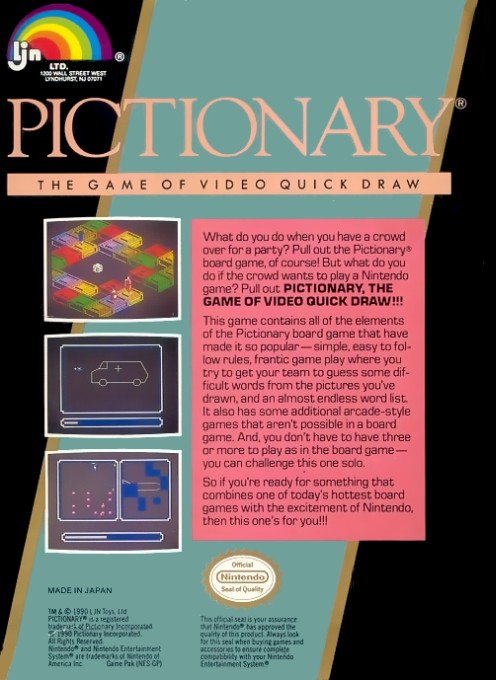 LJN
®
LTD.
1200 WALL STREET WEST
LYNDHURST, NJ 07071
PICTIONARY®
THE GAME OF VIDEO QUICK DRAW
What do you do when you have a crowd
over for a party? Pull out the Pictionary®
board game, of course! But what do you
do if the crowd wants to play a Nintendo
game? Pull out PICTIONARY, THE
GAME OF VIDEO QUICK DRAW!!!
This game contains all of the elements
of the Pictionary board game that have
made it so popular — simple, easy to fol-
low rules, frantic game play where you
try to get your team to guess some dif-
ficult words from the pictures you've
drawn, and an almost endless word list.
It also has some additional arcade-style
games that aren't possible in a board
game. And, you don't have to have three
or more to play as in the board game —
you can challenge this one solo.
So if you're ready for something that
combines one of today's hottest board
games with the excitement of Nintendo,
then this one's for you!!!
Official
Nintendo
Seal of Quality
MADE IN JAPAN
TM & © 1990 LJN Toys, Ltd
PICTIONARY® is a registered
trademark of Pictionary Incorporated.
© 1990 Pictionary Incorporated.
All Rights Reserved
Nintendo® and Nintendo Entertainment
System® are trademarks of Nintendo of
America Inc. Game Pak (NES-GP)
This official seal is your assurance
that Nintendo® has approved the
quality of this product. Always look
for this seal when buying games and
accessories to ensure complete
compatibility with your Nintendo
Entertainment System®